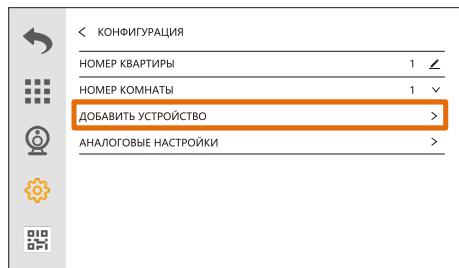 < КОНФИГУРАЦИЯ
НОМЕР КВАРТИРЫ 1
НОМЕР КОМНАТЫ 1
ДОБАВИТЬ УСТРОЙСТВО >
АНАЛОГОВЫЕ НАСТРОЙКИ >